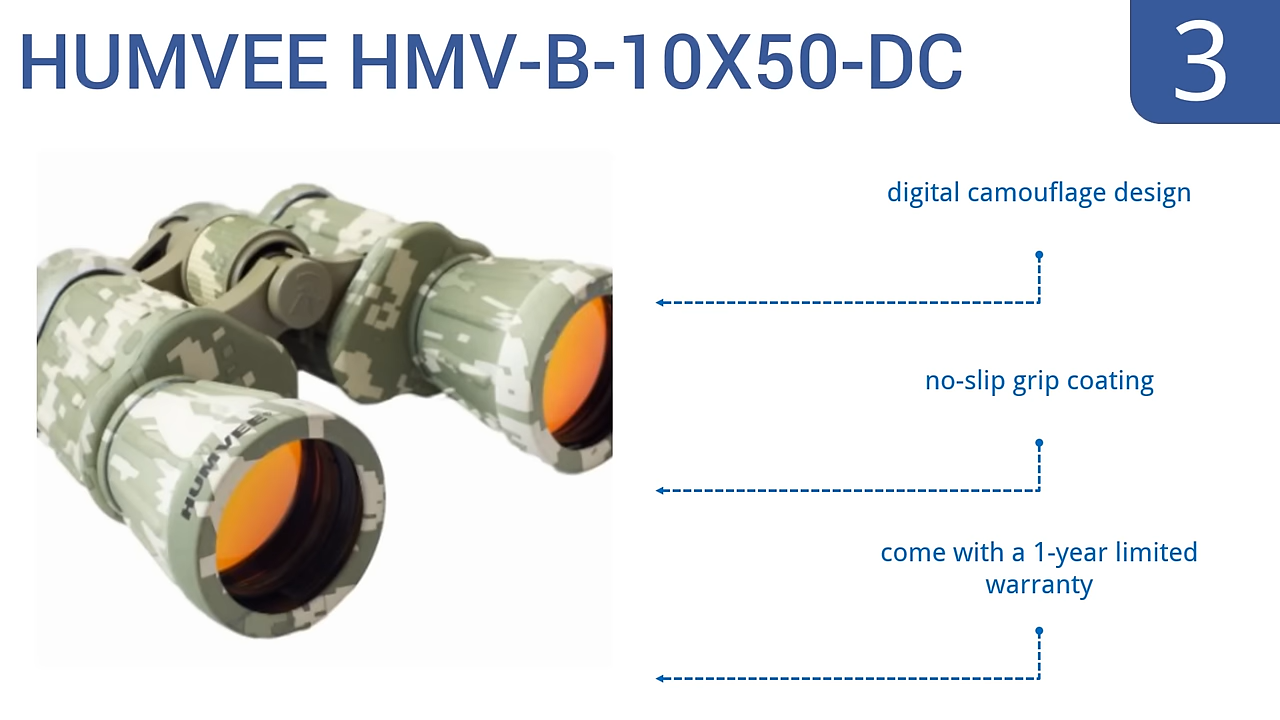 HUMVEE HMV-B-10X50-DC
3
digital camouflage design
no-slip grip coating
come with a 1-year limited
warranty
HUMVEE